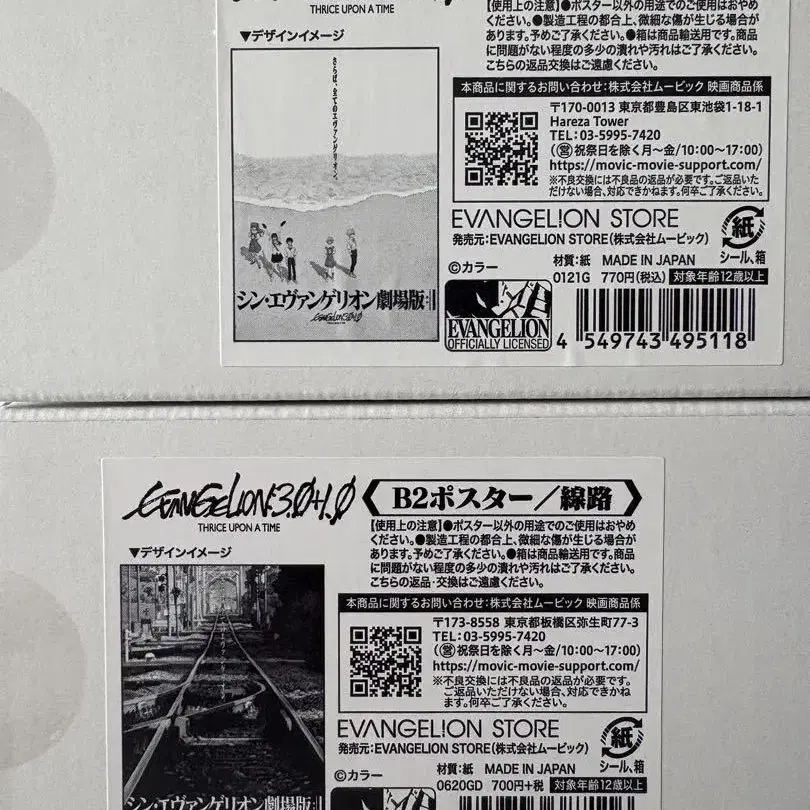 THRICE UPON A TIME
【使用上の注意】●ポスター以外の用途でのご使用はおやめ
ください。●製造工程の都合上、微細な傷が生じる場合が
あります。予めご了承ください。●箱は商品輸送用です。商品
に問題がない程度の多少の潰れや汚れはご了承ください。
こちらの返品交換はご遠慮ください。
▼デザインイメージ
さらば、全てのエヴァンゲリオン。
シン・エヴァンゲリオン劇場版:||
EVANGELION:3.0+1.0
本商品に関するお問い合わせ:株式会社ムービック 映画商品係
〒170-0013 東京都豊島区東池袋1-18-1
Hareza Tower
TEL:03-5995-7420
(営祝祭日を除く月〜金/10:00〜17:00)
https://movic-movie-support.com/
※不良交換には不良品の返品が必要です。ご返品いた
だけない場合、対応できかねます。何卒ご了承ください。
EVANGELION STORE
発売元:EVANGELION STORE(株式会社ムービック)
紙
シール、箱
©カラー
材質:紙 MADE IN JAPAN
0121G 770円(税込) 対象年齢12歳以上
EVANGELION
OFFICIALLY LICENSED
4 549743 495118
EVANGELION:3.0+1.0
THRICE UPON A TIME
B2ポスター/線路
【使用上の注意】●ポスター以外の用途でのご使用はおやめ
ください。●製造工程の都合上、微細な傷が生じる場合が
あります。予めご了承ください。●箱は商品輸送用です。商品
に問題がない程度の多少の潰れや汚れはご了承ください。
こちらの返品・交換はご遠慮ください。
▼デザインイメージ
シン・エヴァンゲリオン劇場版:||
本商品に関するお問い合わせ:株式会社ムービック 映画商品係
〒173-8558 東京都板橋区弥生町77-3
TEL:03-5995-7420
(営祝祭日を除く月〜金/10:00〜17:00)
https://movic-movie-support.com/
※不良交換には不良品の返品が必要です。
ご返品いただけない場合、対応できかね
ます。何卒ご了承ください。
EVANGELION STORE
発売元:EVANGELION STORE(株式会社ムービック)
紙
シール、箱
©カラー
材質:紙 MADE IN JAPAN
0620GD 700円+税 対象年齢12歳以上